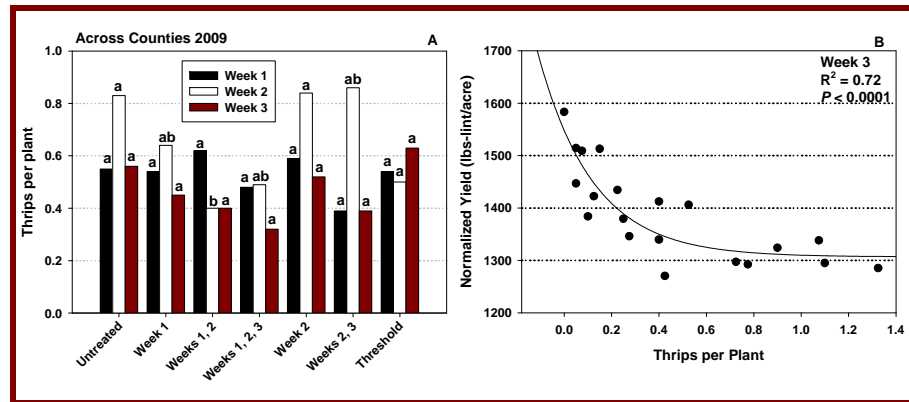 Across Counties 2009
A
1.0
0.8
0.6
0.4
0.2
0.0
Thrips per plant
Week 1
Week 2
Week 3
a
a
a
a
ab
a
a
b
a
a
ab
a
a
a
a
a
ab
a
a
a
a
Untreated
Week 1
Weeks 1, 2
Weeks 1, 2, 3
Week 2
Weeks 2, 3
Threshold
B
Week 3
R² = 0.72
P < 0.0001
1700
1600
1500
1400
1300
1200
Normalized Yield (lbs-lint/acre)
0.0 0.2 0.4 0.6 0.8 1.0 1.2 1.4
Thrips per Plant